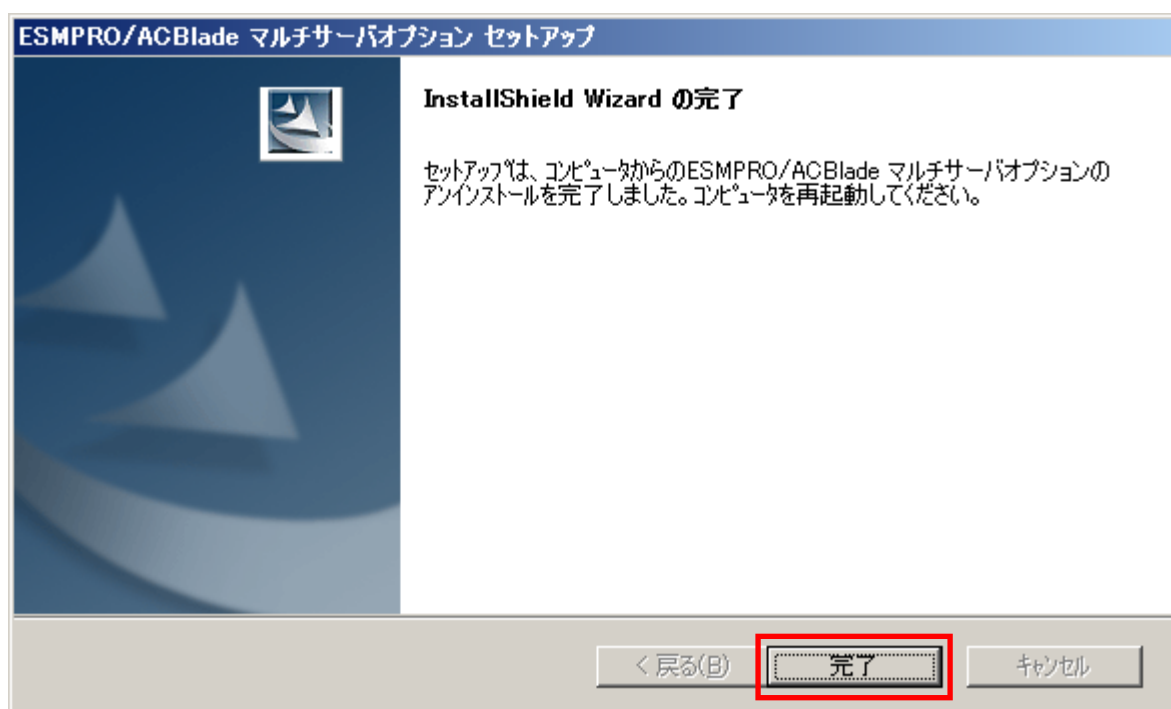 ESMPRO/ACBlade マルチサーバオプション セットアップ
InstallShield Wizard の完了
セットアップは、コンピュータからのESMPRO/ACBlade マルチサーバオプションの
アンインストールを完了しました。コンピュータを再起動してください。
< 戻る(B)
完了
キャンセル